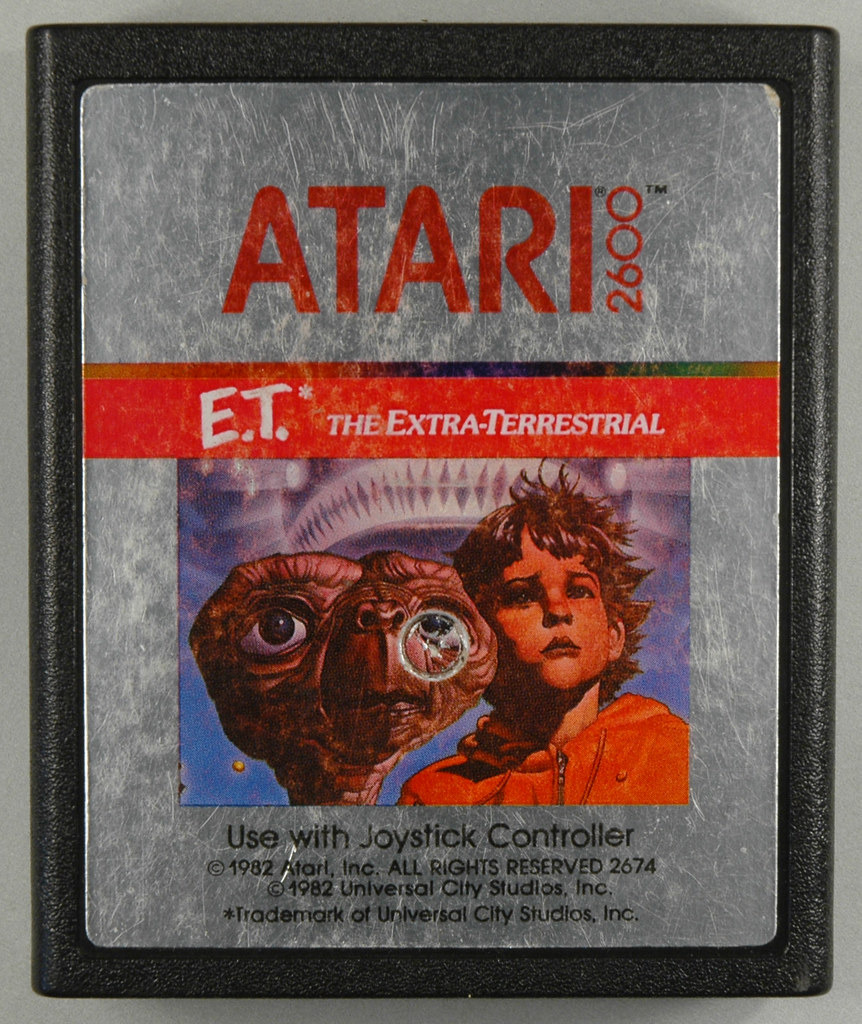 ATARI® 2600™
E.T.* THE EXTRA-TERRESTRIAL
Use with Joystick Controller
© 1982 Atari, Inc. ALL RIGHTS RESERVED 2674
© 1982 Universal City Studios, Inc.
*Trademark of Universal City Studios, Inc.